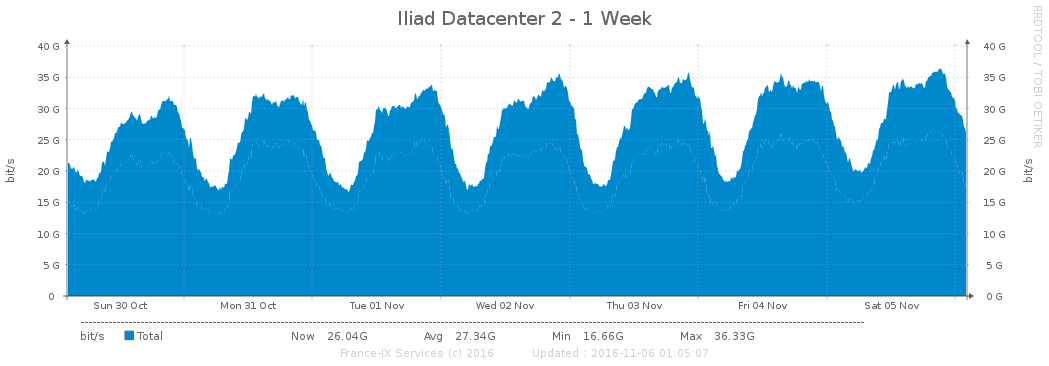 Iliad Datacenter 2 - 1 Week
RRDTOOL / TOBI OETIKER
40 G 40 G
35 G 35 G
30 G 30 G
25 G 25 G
20 G 20 G
15 G 15 G
10 G 10 G
5 G 5 G
0 0 G
bit/s bit/s
Sun 30 Oct Mon 31 Oct Tue 01 Nov Wed 02 Nov Thu 03 Nov Fri 04 Nov Sat 05 Nov
bit/s Total Now 26.04G Avg 27.34G Min 16.66G Max 36.33G
France-IX Services (c) 2016 Updated : 2016-11-06 01:05:07